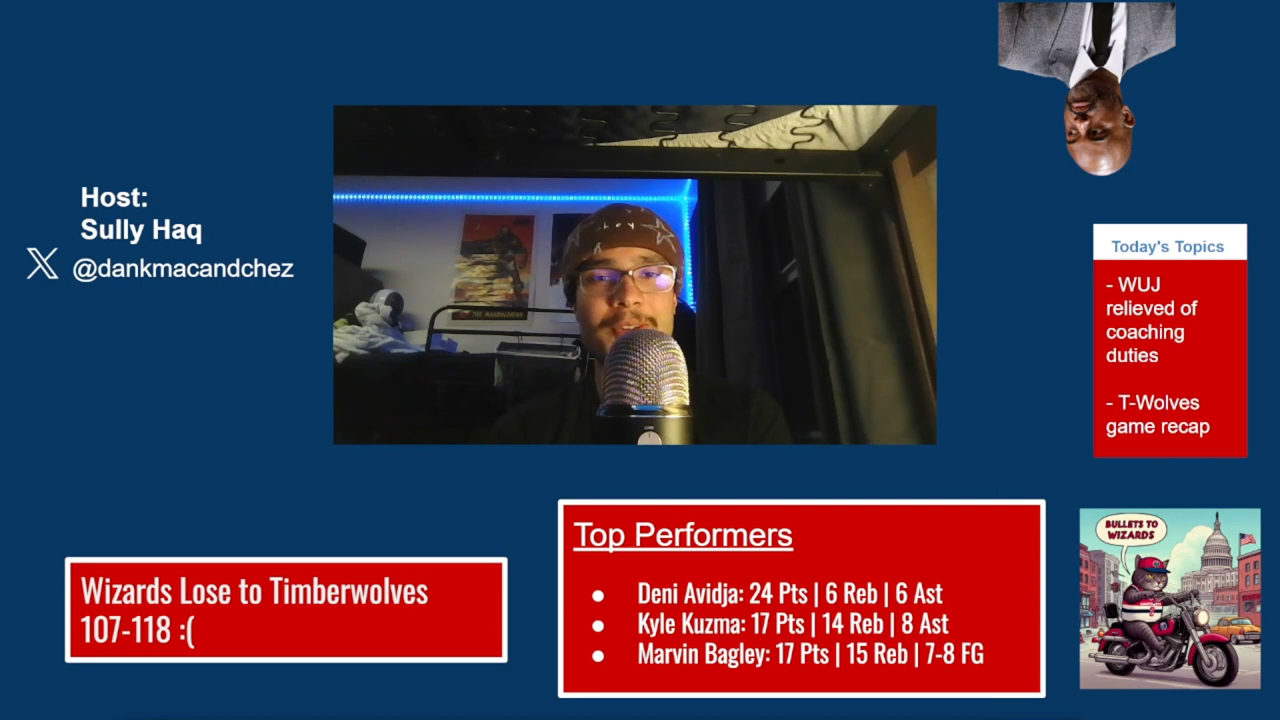 Host:
Sully Haq
@dankmacandchez
THE MANDALORIAN
Today's Topics
- WUJ
relieved of
coaching
duties
- T-Wolves
game recap
Wizards Lose to Timberwolves
107-118 :(
Top Performers
● Deni Avidja: 24 Pts | 6 Reb | 6 Ast
● Kyle Kuzma: 17 Pts | 14 Reb | 8 Ast
● Marvin Bagley: 17 Pts | 15 Reb | 7-8 FG
BULLETS TO
WIZARDS